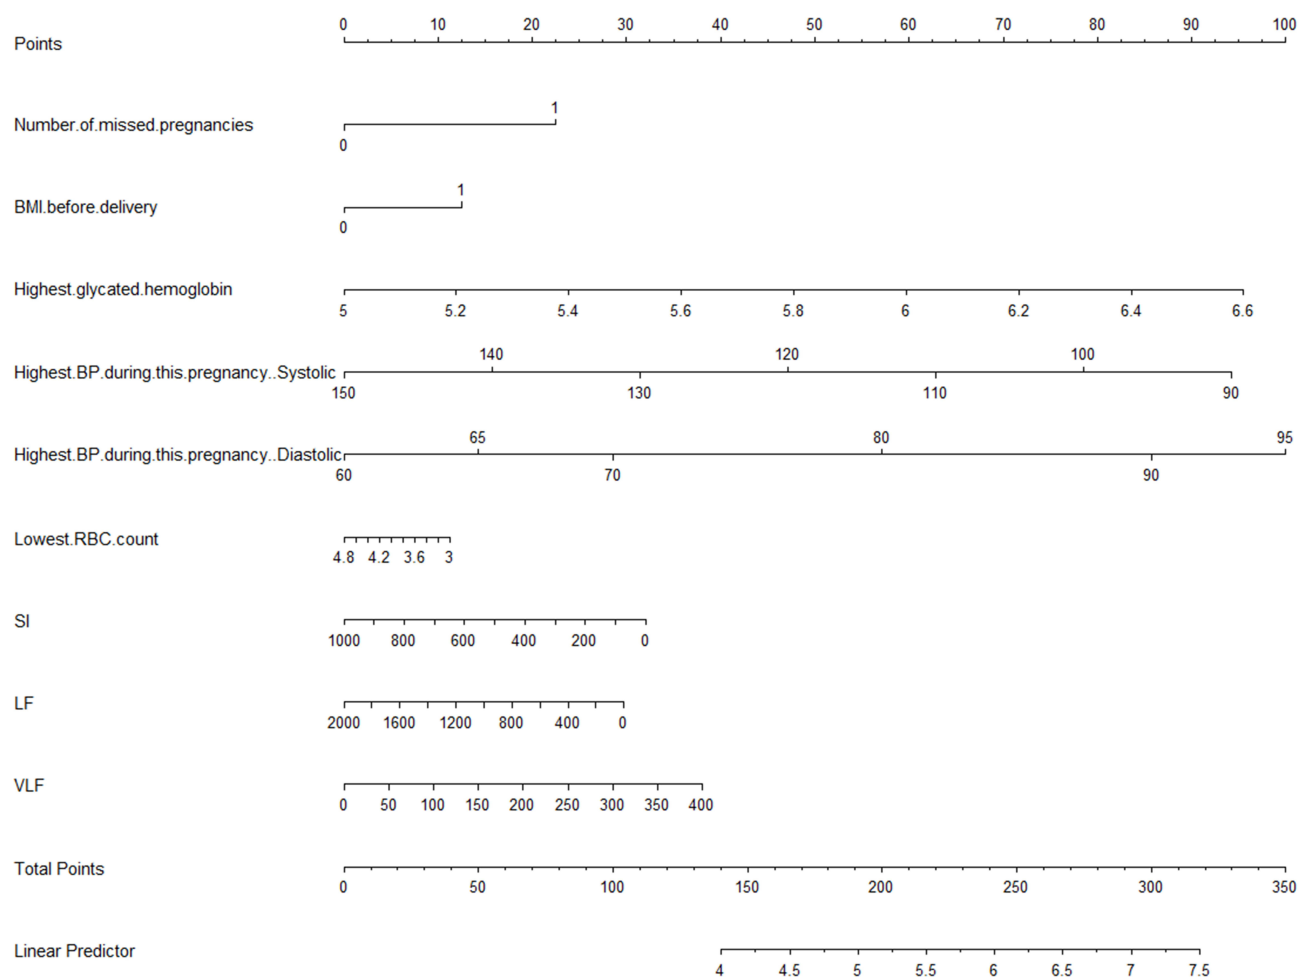 0 10 20 30 40 50 60 70 80 90 100
Points
1
Number.of.missed.pregnancies
0
1
BMI.before.delivery
0
Highest.glycated.hemoglobin
5 5.2 5.4 5.6 5.8 6 6.2 6.4 6.6
140 120 100
Highest.BP.during.this.pregnancy..Systolic
150 130 110 90
65 80 95
Highest.BP.during.this.pregnancy..Diastolic
60 70 90
Lowest.RBC.count
4.8 4.2 3.6 3
SI
1000 800 600 400 200 0
LF
2000 1600 1200 800 400 0
VLF
0 50 100 150 200 250 300 350 400
Total Points
0 50 100 150 200 250 300 350
Linear Predictor
4 4.5 5 5.5 6 6.5 7 7.5